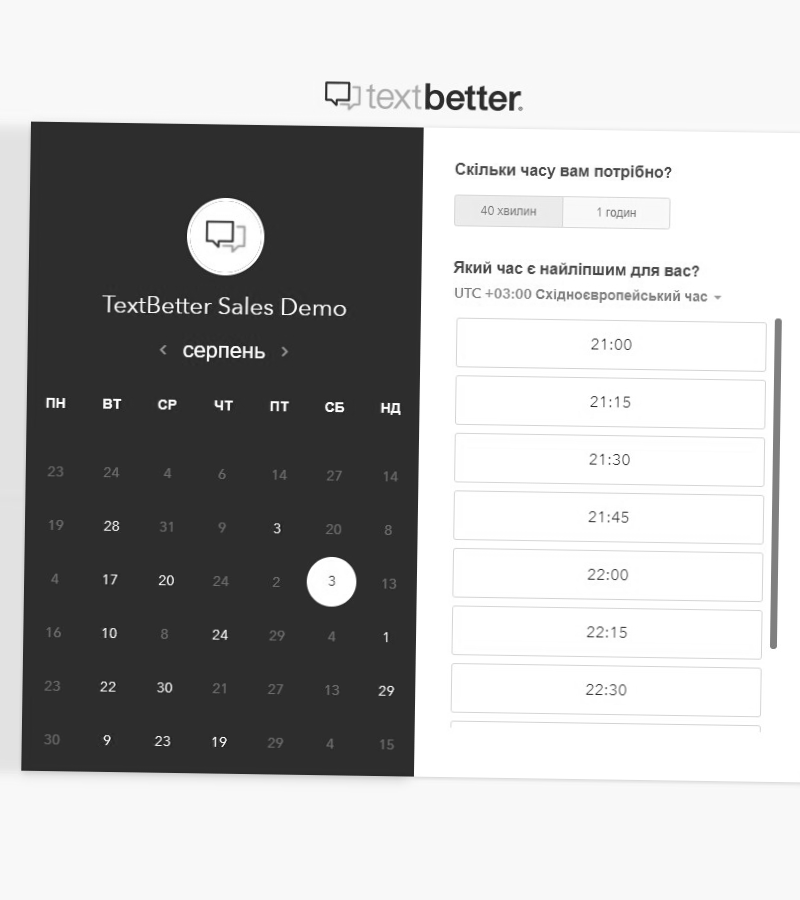 textbetter.
TextBetter Sales Demo
серпень
ПН ВТ СР ЧТ ПТ СБ НД
23 24 4 6 14 27 14
19 28 31 9 3 20 8
4 17 20 24 2 3 13
16 10 8 24 29 4 1
23 22 30 21 27 13 29
30 9 23 19 29 4 15
Скільки часу вам потрібно?
40 хвилин 1 годин
Який час є найліпшим для вас?
UTC +03:00 Східноєвропейський час
21:00
21:15
21:30
21:45
22:00
22:15
22:30